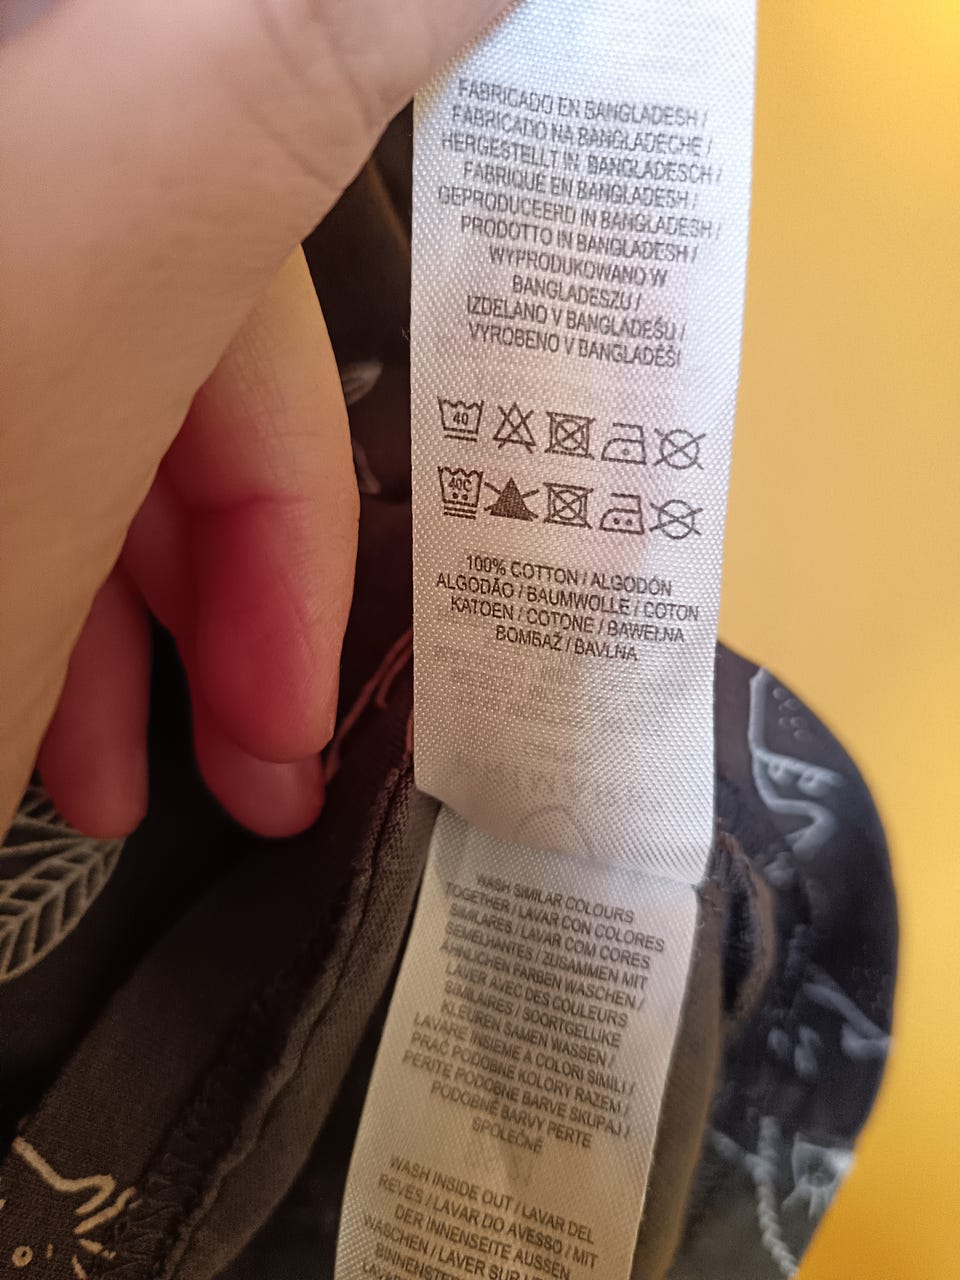 FABRICADO EN BANGLADESH /
FABRICADO NA BANGLADECHE /
HERGESTELLT IN BANGLADESCH /
FABRIQUE EN BANGLADESH /
GEPRODUCEERD IN BANGLADESH /
PRODOTTO IN BANGLADESH /
WYPRODUKOWANO W
BANGLADESZU /
IZDELANO V BANGLADEŠU /
VYROBENO V BANGLADÉŠI
40
40C
100% COTTON / ALGODÓN
ALGODÃO / BAUMWOLLE / COTON
KATOEN / COTONE / BAWEŁNA
BOMBAŽ / BAVLNA
WASH SIMILAR COLOURS
TOGETHER / LAVAR CON COLORES
SIMILARES / LAVAR COM CORES
SEMELHANTES / ZUSAMMEN MIT
ÄHNLICHEN FARBEN WASCHEN /
LAVER AVEC DES COULEURS
SIMILAIRES / SOORTGELIJKE
KLEUREN SAMEN WASSEN /
LAVARE INSIEME A COLORI SIMILI /
PRAĆ PODOBNE KOLORY RAZEM /
PERITE PODOBNE BARVE SKUPAJ /
PODOBNÉ BARVY PERTE
SPOLEČNĚ
WASH INSIDE OUT / LAVAR DEL
REVÉS / LAVAR DO AVESSO / MIT
DER INNENSEITE AUSSEN
WASCHEN / LAVER SUR